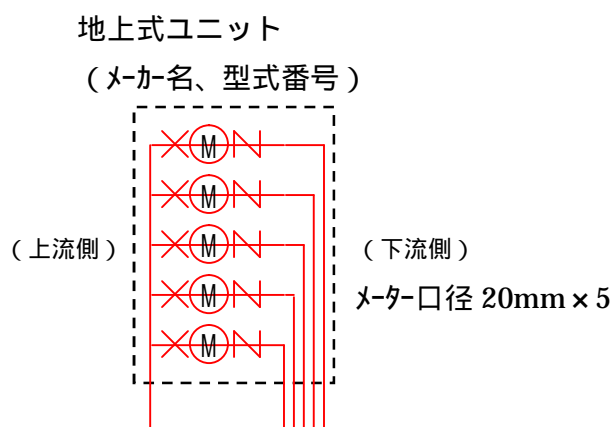 地上式ユニット
（メーカー名、型式番号）
M
M
（上流側）
M
（下流側）
M
メーター口径 20mm×5
M